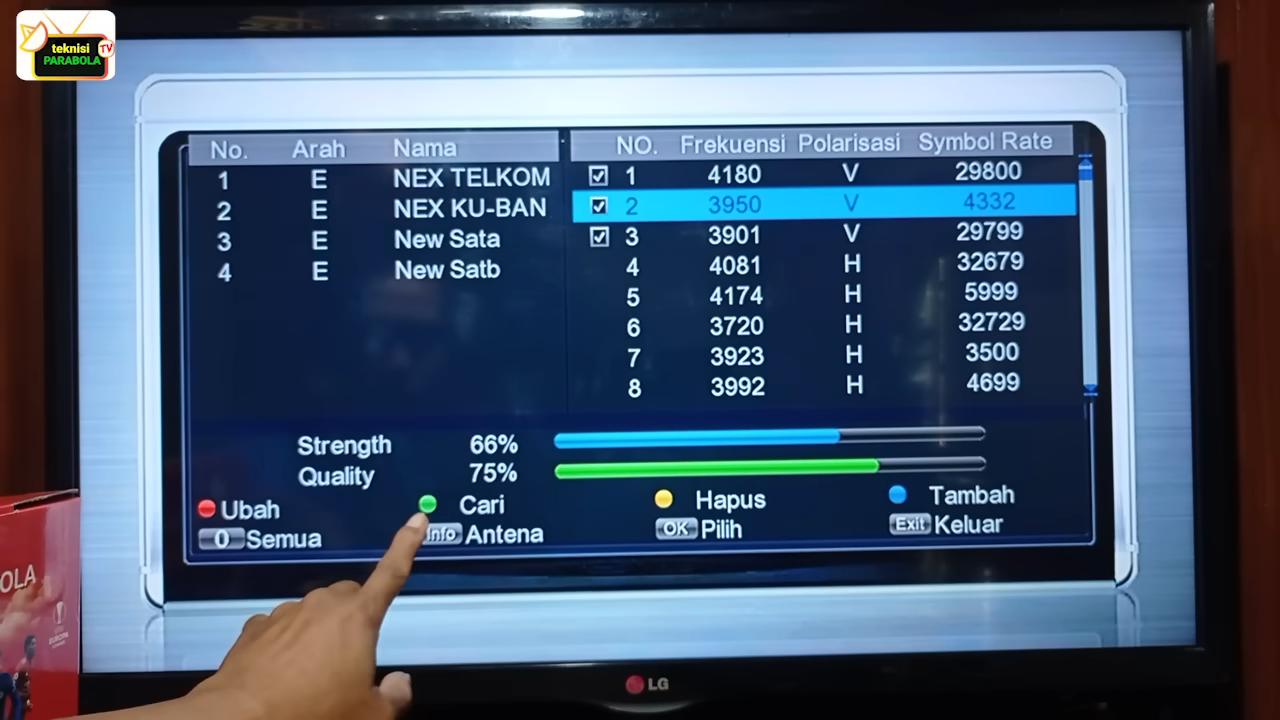 teknisi TV
PARABOLA
No. Arah Nama
1 E NEX TELKOM
2 E NEX KU-BAN
3 E New Sata
4 E New Satb
NO. Frekuensi Polarisasi Symbol Rate
1 4180 V 29800
2 3950 V 4332
3 3901 V 29799
4 4081 H 32679
5 4174 H 5999
6 3720 H 32729
7 3923 H 3500
8 3992 H 4699
Strength 66%
Quality 75%
Ubah Cari Hapus Tambah
0 Semua Info Antena OK Pilih Exit Keluar
OLA
EUROPA
LG